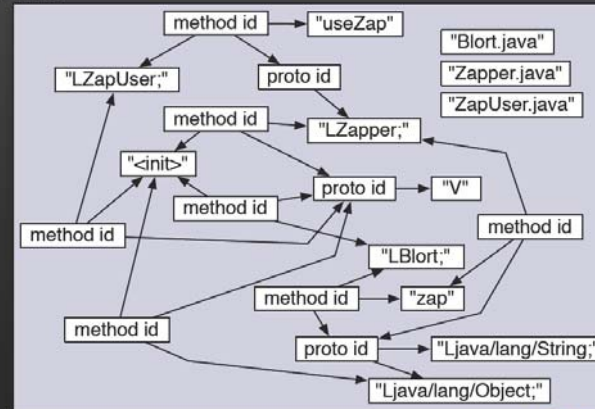 method id
"useZap"
"Blort.java"
"LZapUser;"
proto id
"Zapper.java"
"ZapUser.java"
method id
"LZapper;"
"<init>"
proto id
"V"
method id
method id
method id
"LBlort;"
method id
"zap"
method id
proto id
"Ljava/lang/String;"
"Ljava/lang/Object;"